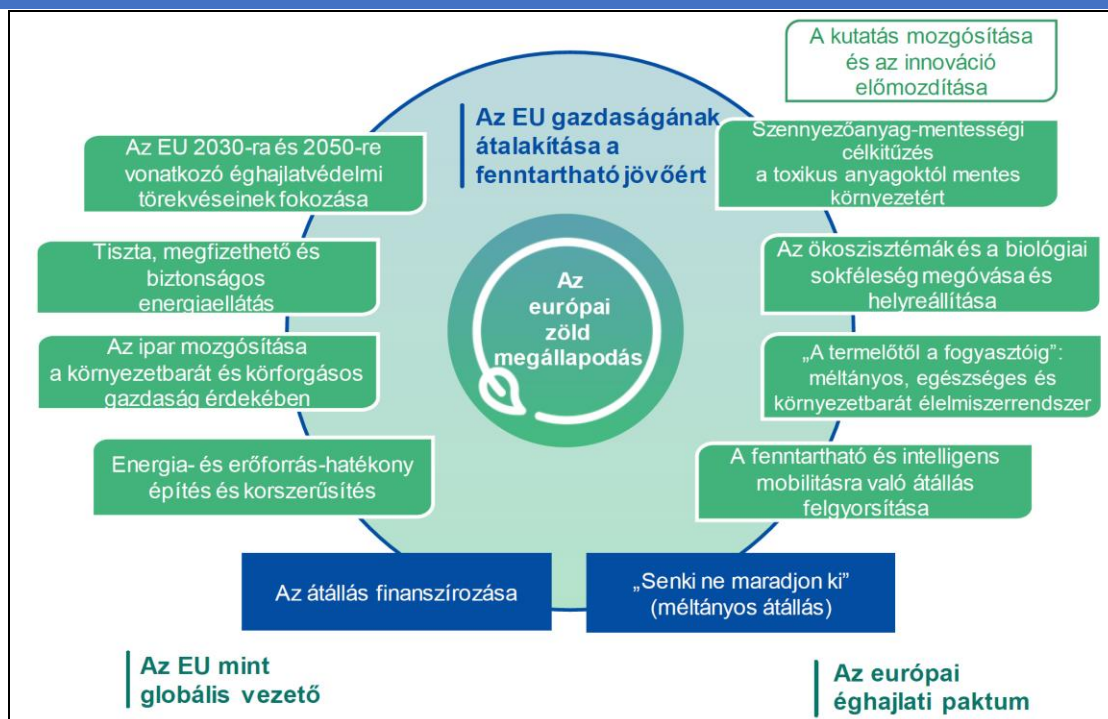 A kutatás mozgósítása
és az innováció
előmozdítása
Az EU gazdaságának
átalakítása a
fenntartható jövőért
Az EU 2030-ra és 2050-re
vonatkozó éghajlatvédelmi
törekvéseinek fokozása
Szennyezőanyag-mentességi
célkitűzés
a toxikus anyagoktól mentes
környezetért
Tiszta, megfizethető és
biztonságos
energiaellátás
Az ökoszisztémák és a biológiai
sokféleség megóvása és
helyreállítása
Az
európai
zöld
megállapodás
Az ipar mozgósítása
a környezetbarát és körforgásos
gazdaság érdekében
„A termelőtől a fogyasztóig”:
méltányos, egészséges és
környezetbarát élelmiszerrendszer
Energia- és erőforrás-hatékony
építés és korszerűsítés
A fenntartható és intelligens
mobilitásra való átállás
felgyorsítása
Az átállás finanszírozása
„Senki ne maradjon ki”
(méltányos átállás)
Az EU mint
globális vezető
Az európai
éghajlati paktum